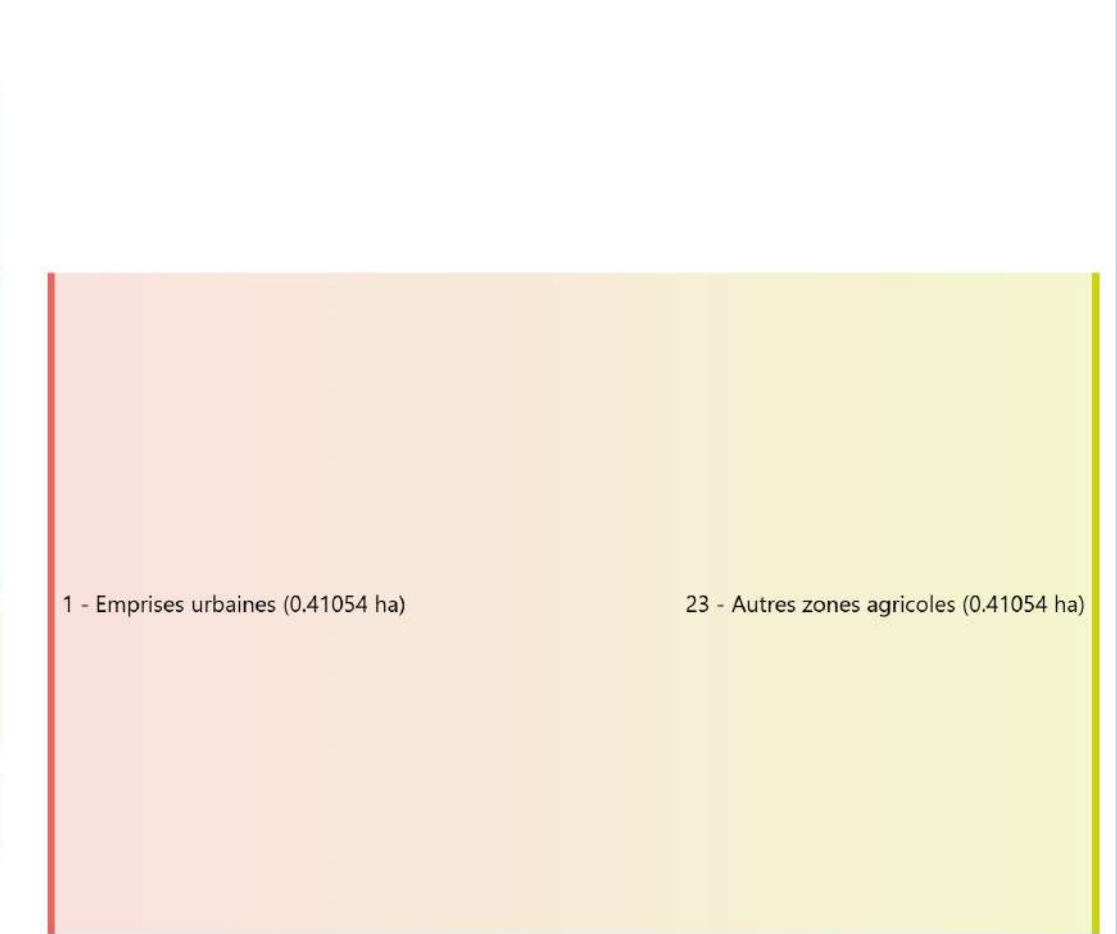 1 - Emprises urbaines (0.41054 ha)
23 - Autres zones agricoles (0.41054 ha)